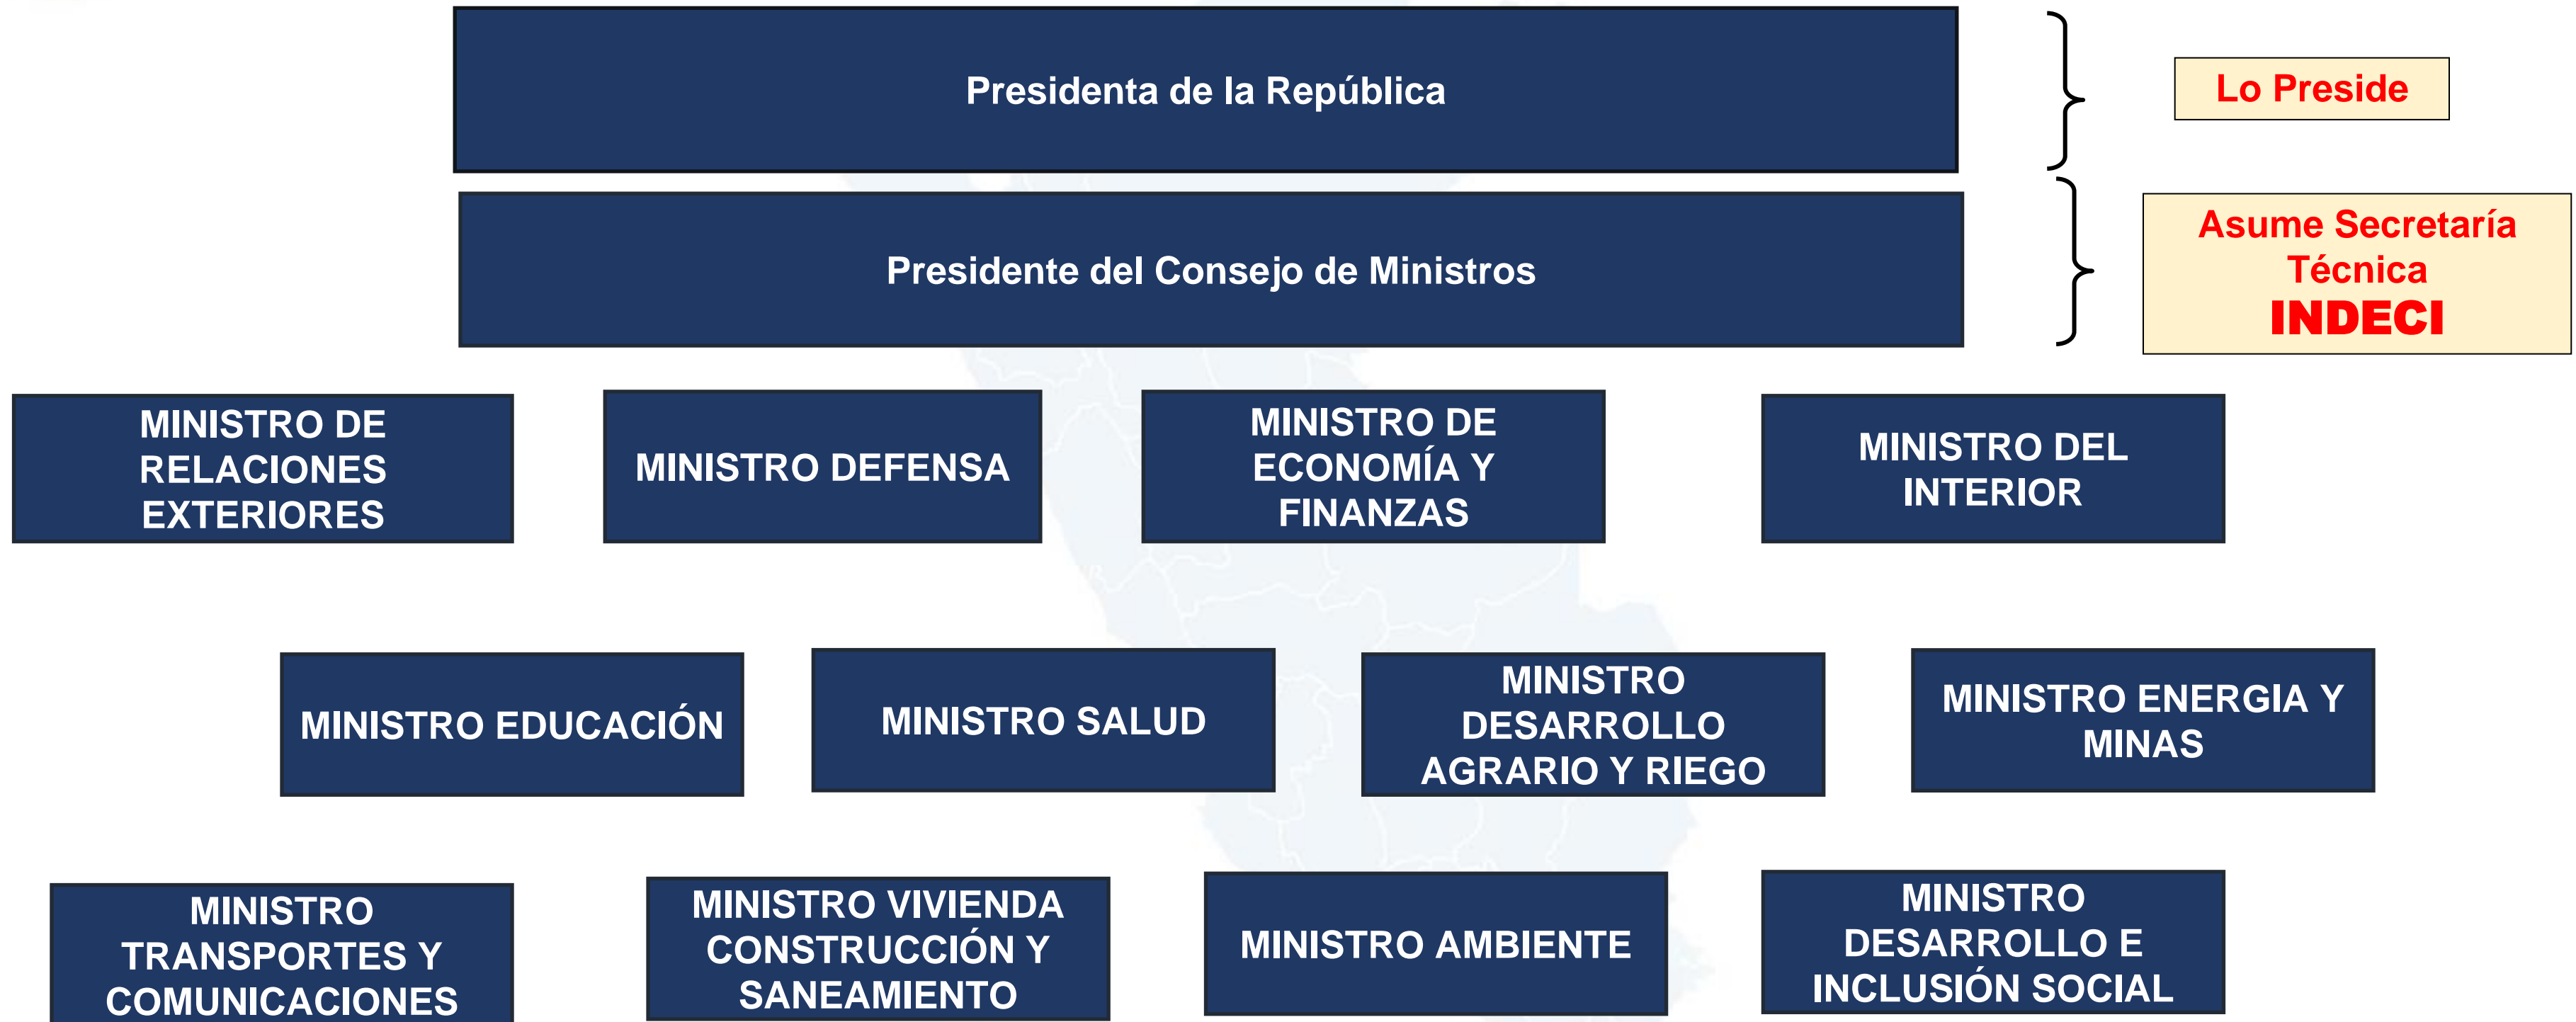 Presidenta de la República
Lo Preside
Presidente del Consejo de Ministros
Asume Secretaría
Técnica
INDECI
MINISTRO DE
RELACIONES
EXTERIORES
MINISTRO DEFENSA
MINISTRO DE
ECONOMÍA Y
FINANZAS
MINISTRO DEL
INTERIOR
MINISTRO EDUCACIÓN
MINISTRO SALUD
MINISTRO
DESARROLLO
AGRARIO Y RIEGO
MINISTRO ENERGIA Y
MINAS
MINISTRO
TRANSPORTES Y
COMUNICACIONES
MINISTRO VIVIENDA
CONSTRUCCIÓN Y
SANEAMIENTO
MINISTRO AMBIENTE
MINISTRO
DESARROLLO E
INCLUSIÓN SOCIAL